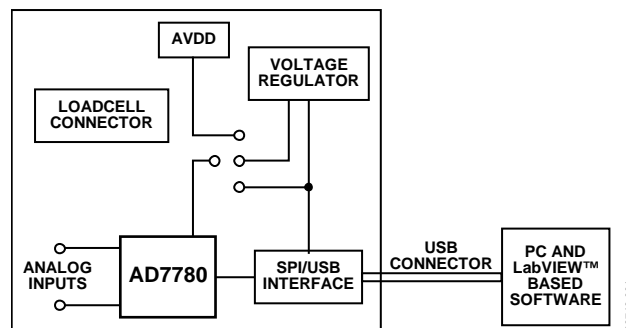 AVDD
VOLTAGE
REGULATOR
LOADCELL
CONNECTOR
ANALOG
INPUTS
AD7780
SPI/USB
INTERFACE
USB
CONNECTOR
PC AND
LabVIEW™
BASED
SOFTWARE